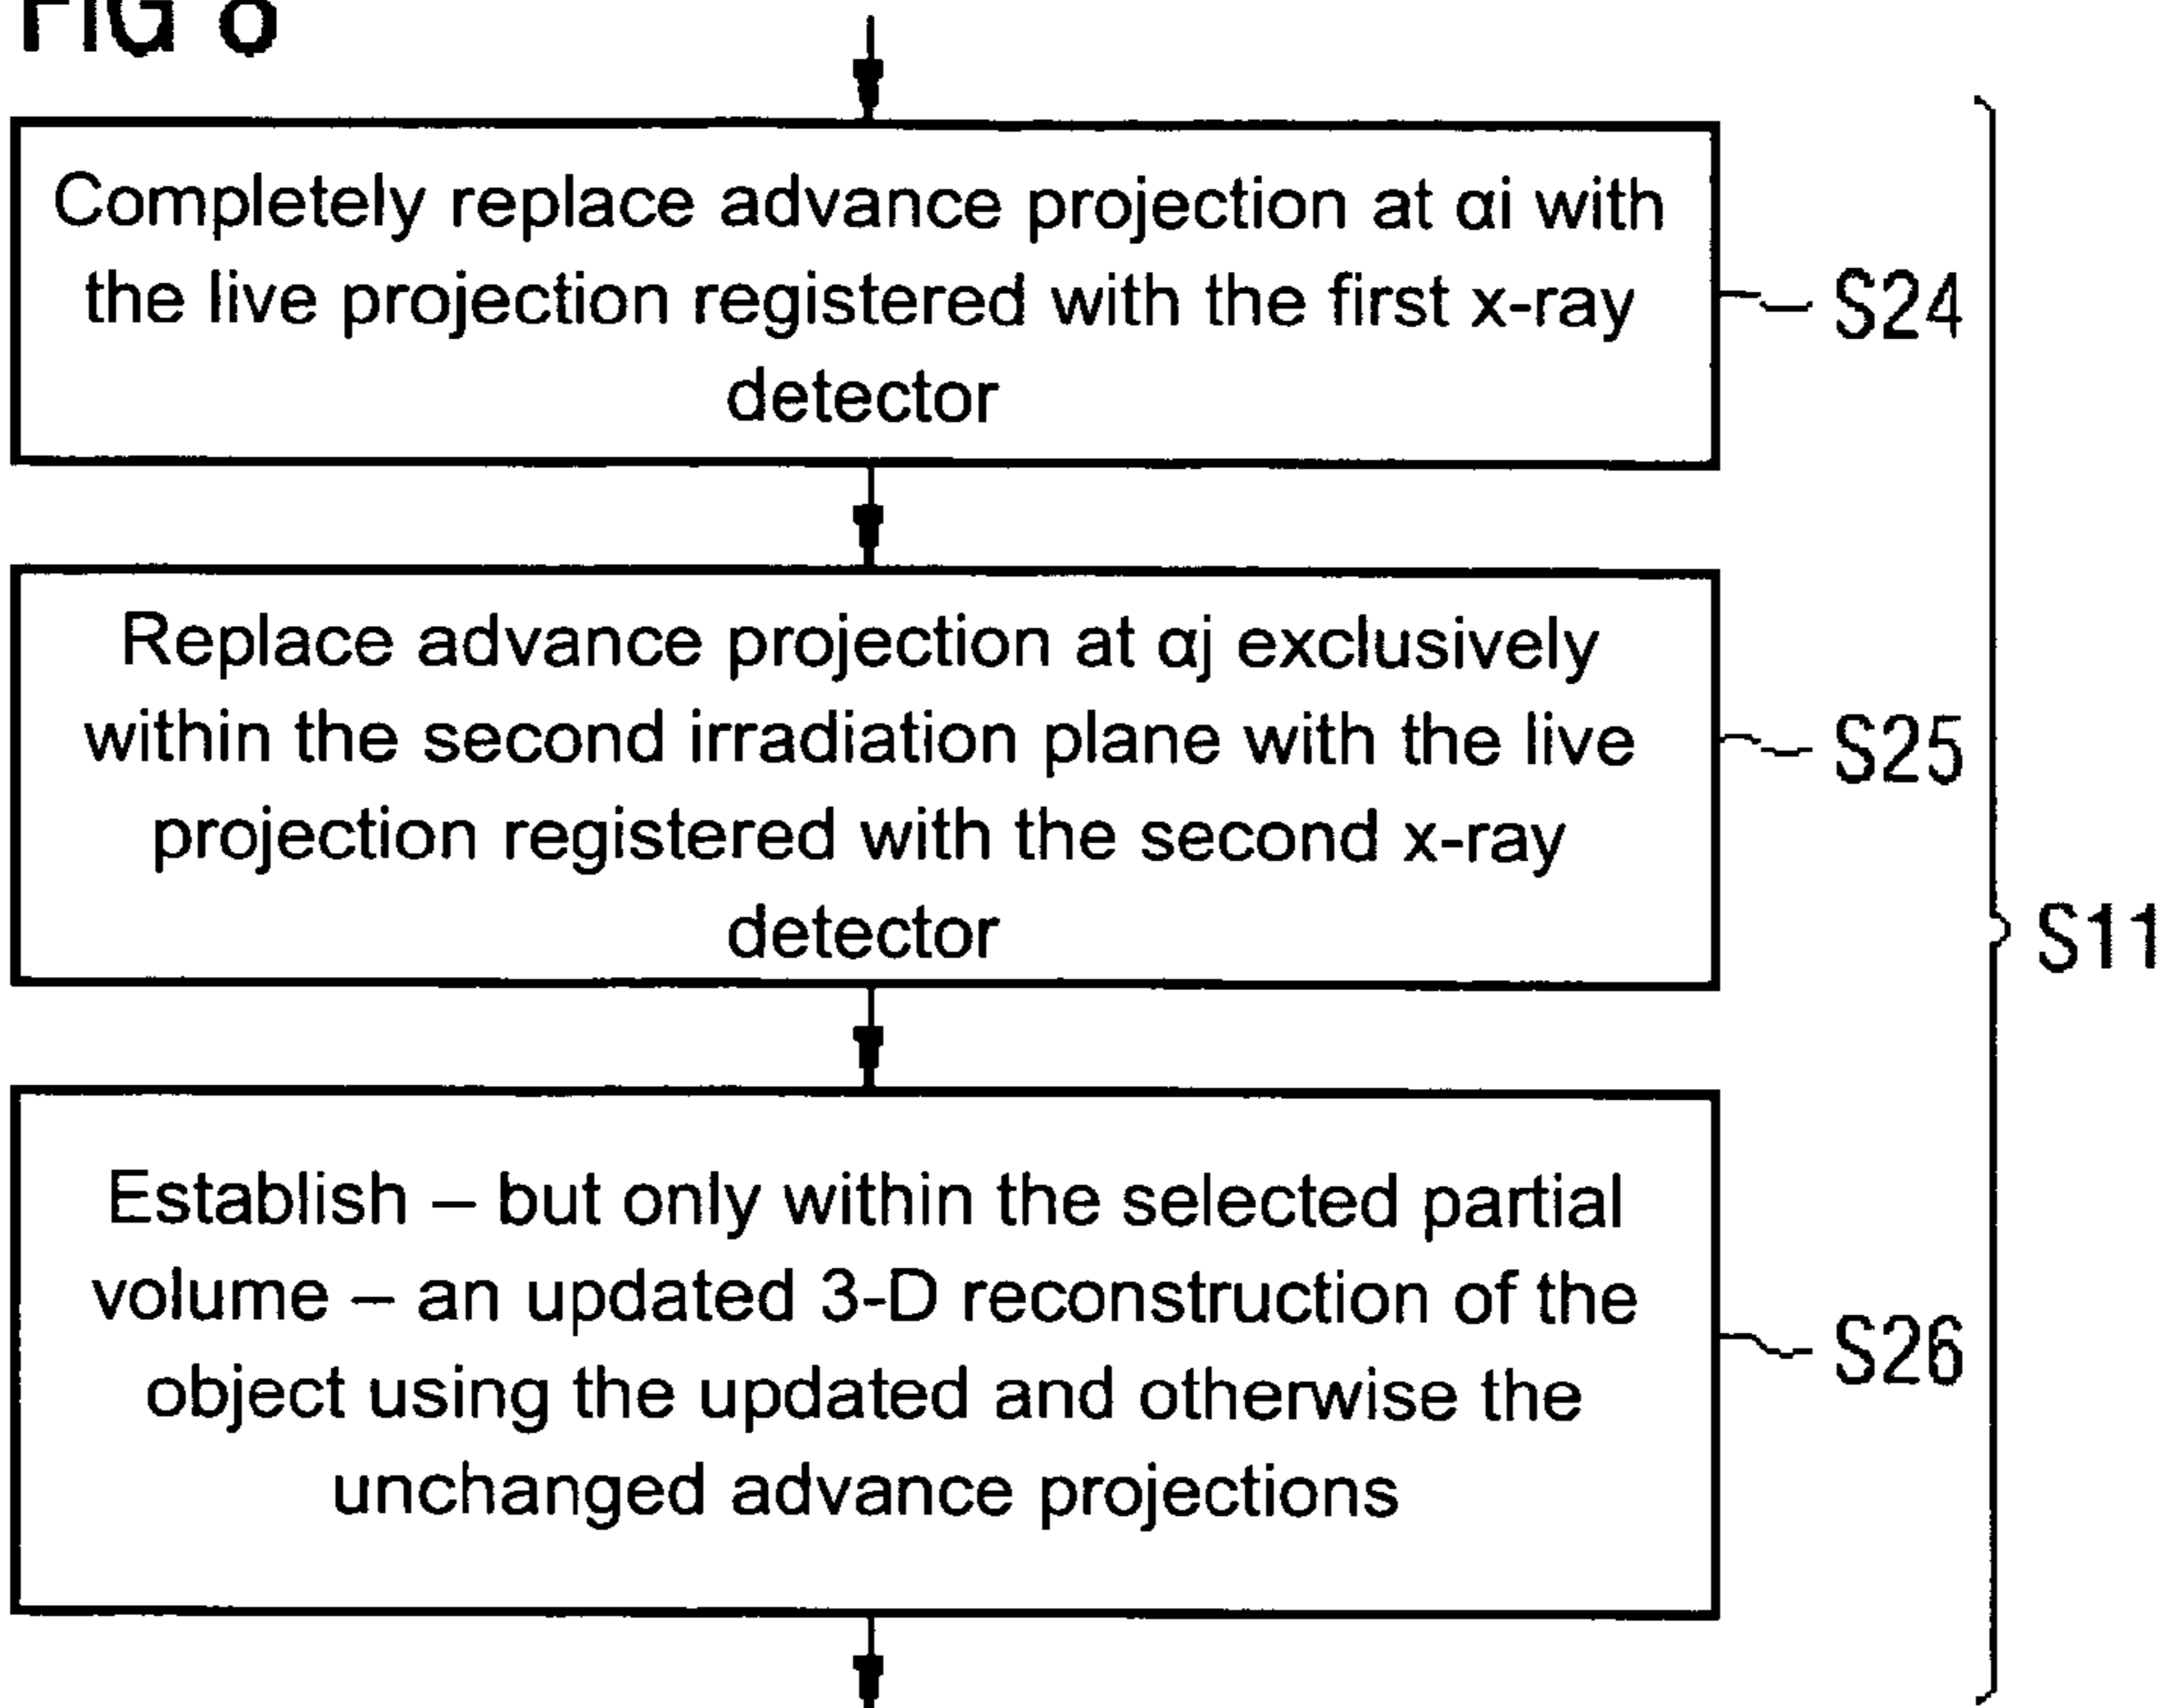 FIG 8
Completely replace advance projection at αi with
the live projection registered with the first x-ray
detector
S24
Replace advance projection at αj exclusively
within the second irradiation plane with the live
projection registered with the second x-ray
detector
S25
S11
Establish – but only within the selected partial
volume – an updated 3-D reconstruction of the
object using the updated and otherwise the
unchanged advance projections
S26